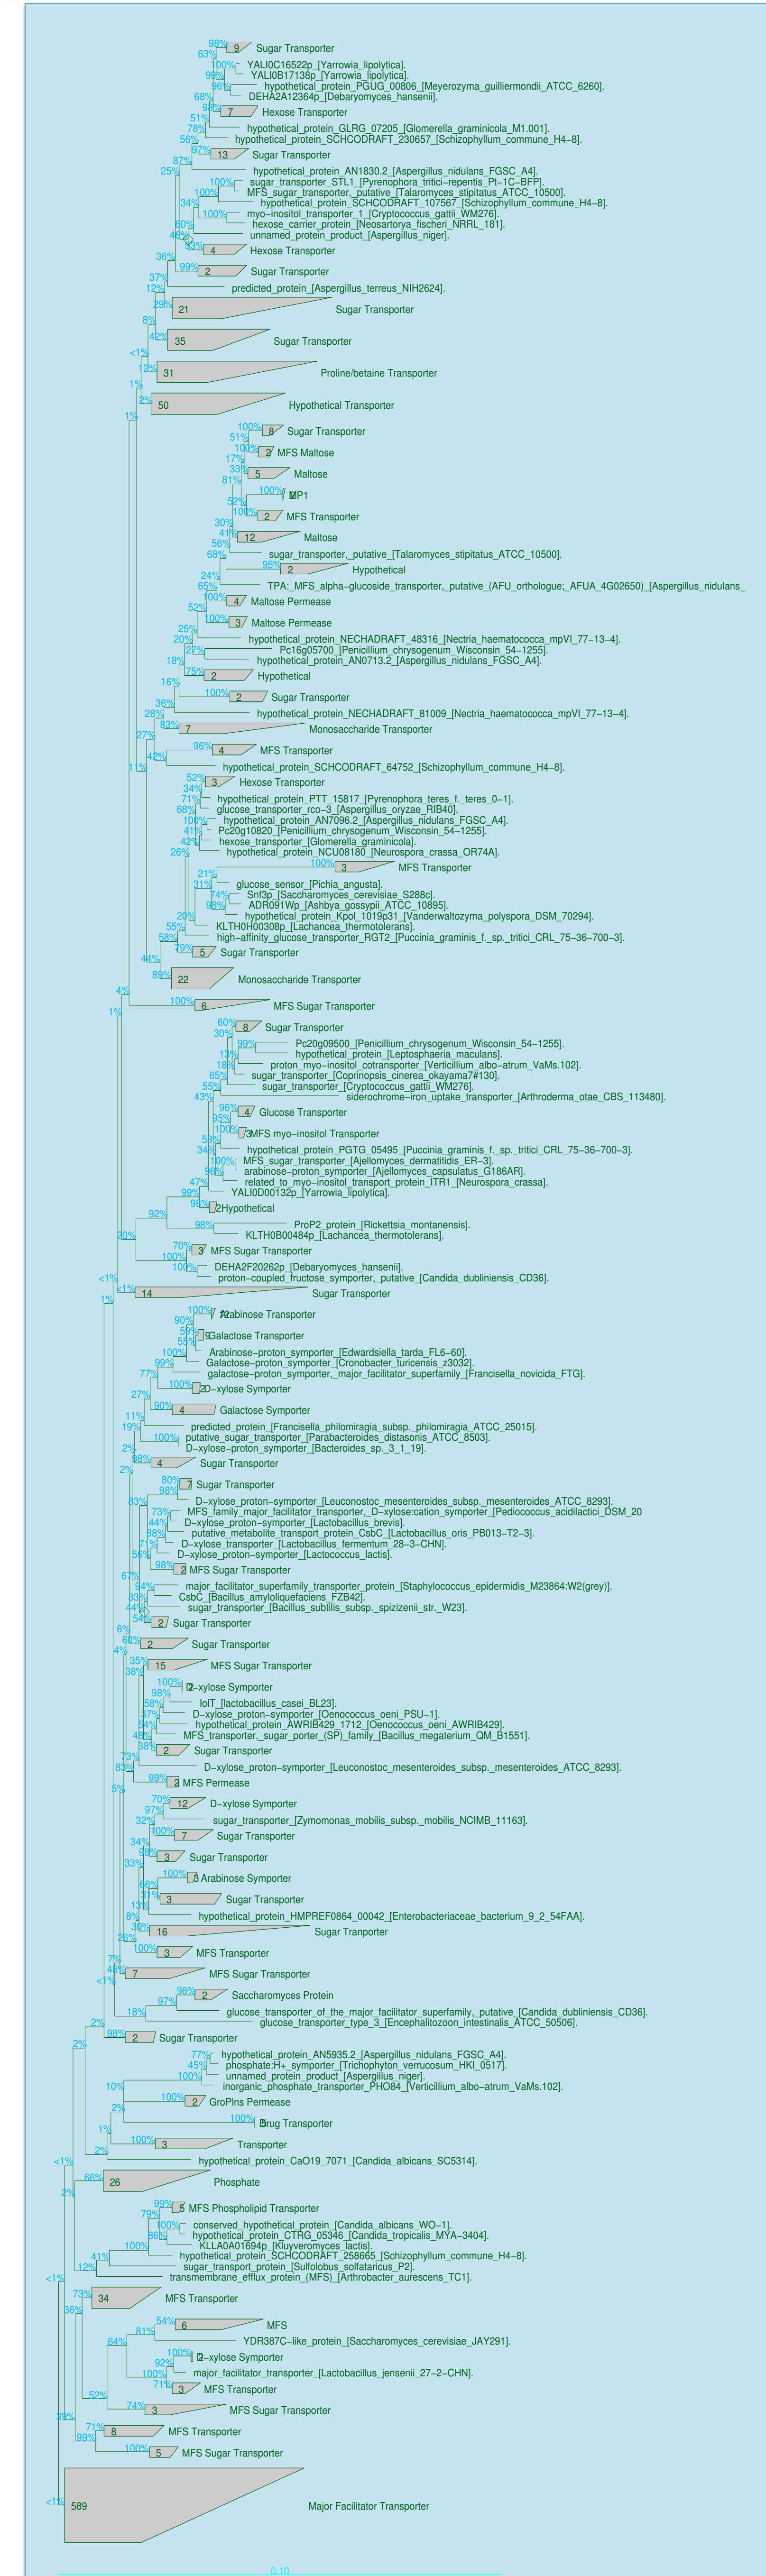 98% 9 Sugar Transporter
63%
100% YALI0C16522p_[Yarrowia_lipolytica].
99% YALI0B17138p_[Yarrowia_lipolytica].
96% hypothetical_protein_PGUG_00806_[Meyerozyma_guilliermondii_ATCC_6260].
68% DEHA2A12364p_[Debaryomces_hansenii].
98% 7 Hexose Transporter
51%
78% hypothetical_protein_GLRG_07205_[Glomerella_graminicola_M1.001].
56% hypothetical_protein_SCHCODRAFT_230657_[Schizophyllum_commune_H4-8].
97% 13 Sugar Transporter
87%
25% hypothetical_protein_AN1830.2_[Aspergillus_nidulans_FGSC_A4].
100% sugar_transporter_STL1_[Pyrenophora_tritici-repentis_Pt-1C-BFP].
100% MFS_sugar_transporter,_putative_[Talaromyces_stipitatus_ATCC_10500].
34% hypothetical_protein_SCHCODRAFT_107567_[Schizophyllum_commune_H4-8].
100% myo-inositol_transporter_1_[Cryptococcus_gattii_WM276].
60% hexose_carrier_protein_[Neosartorya_fischeri_NRRL_181].
46% unnamed_protein_product_[Aspergillus_niger].
93% 4 Hexose Transporter
36%
99% 2 Sugar Transporter
37%
12% predicted_protein_[Aspergillus_terreus_NIH2624].
29% 21 Sugar Transporter
8%
42% 35 Sugar Transporter
<1%
12% 31 Proline/betaine Transporter
1%
2% 50 Hypothetical Transporter
1%
100% 8 Sugar Transporter
51%
100% 2 MFS Maltose
17%
33% 5 Maltose
81%
100% MP1
52%
100% 2 MFS Transporter
30%
41% 12 Maltose
56%
68% sugar_transporter,_putative_[Talaromyces_stipitatus_ATCC_10500].
95% 2 Hypothetical
24%
65% TPA:_MFS_alpha-glucoside_transporter,_putative_(AFU_orthologue;_AFUA_4G02650)_[Aspergillus_nidulans_
100% 4 Maltose Permease
52%
100% 3 Maltose Permease
25%
20% hypothetical_protein_NECHADRAFT_48316_[Nectria_haematococca_mpVI_77-13-4].
27% Pc16g05700_[Penicillium_chrysogenum_Wisconsin_54-1255].
18% hypothetical_protein_AN0713.2_[Aspergillus_nidulans_FGSC_A4].
75% 2 Hypothetical
16%
100% 2 Sugar Transporter
36%
28% hypothetical_protein_NECHADRAFT_81009_[Nectria_haematococca_mpVI_77-13-4].
83% 7 Monosaccharide Transporter
27%
96% 4 MFS Transporter
42%
11% hypothetical_protein_SCHCODRAFT_64752_[Schizophyllum_commune_H4-8].
52% 3 Hexose Transporter
34%
71% hypothetical_protein_PTT_15817_[Pyrenophora_teres_f._teres_0-1].
68% glucose_transporter_rco-3_[Aspergillus_oryzae_RIB40].
100% hypothetical_protein_AN7096.2_[Aspergillus_nidulans_FGSC_A4].
41% Pc20g10820_[Penicillium_chrysogenum_Wisconsin_54-1255].
42% hexose_transporter_[Glomerella_graminicola].
26% hypothetical_protein_NCU08180_[Neurospora_crassa_OR74A].
100% 3 MFS Transporter
21%
31% glucose_sensor_[Pichia_angusta].
74% Snf3p_[Saccharomyces_cerevisiae_S288c].
98% ADR091Wp_[Ashbya_gossypii_ATCC_10895].
20% hypothetical_protein_Kpol_1019p31_[Vanderwaltozyma_polyspora_DSM_70294].
55% KLTH0H00308p_[Lachancea_thermotolerans].
58% high-affinity_glucose_transporter_RGT2_[Puccinia_graminis_f._sp._tritici_CRL_75-36-700-3].
79% 5 Sugar Transporter
44%
89% 22 Monosaccharide Transporter
4%
100% 6 MFS Sugar Transporter
1%
60% 8 Sugar Transporter
30%
99% Pc20g09500_[Penicillium_chrysogenum_Wisconsin_54-1255].
13% hypothetical_protein_[Leptosphaeria_maculans].
18% proton_myo-inositol_cotransporter_[Verticillium_albo-atrum_VaMs.102].
65% sugar_transporter_[Coprinopsis_cinerea_okayama7#130].
55% sugar_transporter_[Cryptococcus_gattii_WM276].
43% siderochrome-iron_uptake_transporter_[Arthroderma_otae_CBS_113480].
96% 4 Glucose Transporter
95%
100% 3 MFS myo-inositol Transporter
53%
34% hypothetical_protein_PGTG_05495_[Puccinia_graminis_f._sp._tritici_CRL_75-36-700-3].
100% MFS_sugar_transporter_[Ajellomyces_dermatitidis_ER-3].
98% arabinose-proton_symporter_[Ajellomyces_capsulatus_G186AR].
47% related_to_myo-inositol_transport_protein_ITR1_[Neurospora_crassa].
99% YALI0D00132p_[Yarrowia_lipolytica].
98% 2 Hypothetical
92%
98% ProP2_protein_[Rickettsia_montanensis].
20% KLTH0B00484p_[Lachancea_thermotolerans].
70% 3 MFS Sugar Transporter
100%
100% DEHA2F20262p_[Debaryomces_hansenii].
<1% proton-coupled_fructose_symporter,_putative_[Candida_dubliniensis_CD36].
<1% 14 Sugar Transporter
1%
100% Arabinose Transporter
90%
59% 9 Galactose Transporter
55%
100% Arabinose-proton_symporter_[Edwardsiella_tarda_FL6-60].
99% Galactose-proton_symporter_[Cronobacter_turicensis_z3032].
77% galactose-proton_symporter,_major_facilitator_superfamily_[Francisella_novicida_FTG].
100% D-xylose Symporter
27%
90% 4 Galactose Symporter
11%
19% predicted_protein_[Francisella_philomiragia_subsp._philomiragia_ATCC_25015].
100% putative_sugar_transporter_[Parabacteroides_distasonis_ATCC_8503].
2% D-xylose-proton_symporter_[Bacteroides_sp._3_1_19].
98% 4 Sugar Transporter
2%
80% 7 Sugar Transporter
98%
83% D-xylose_proton-symporter_[Leuconostoc_mesenteroides_subsp._mesenteroides_ATCC_8293].
73% MFS_family_major_facilitator_transporter,_D-xylose:cation_symporter_[Pediococcus_acidilactici_DSM_20
44% D-xylose_proton-symporter_[Lactobacillus_brevis].
88% putative_metabolite_transport_protein_CsbC_[Lactobacillus_oris_PB013-T2-3].
71% D-xylose_transporter_[Lactobacillus_fermentum_28-3-CHN].
56% D-xylose_proton-symporter_[Lactococcus_lactis].
98% 2 MFS Sugar Transporter
67%
94% major_facilitator_superfamily_transporter_protein_[Staphylococcus_epidermidis_M23864:W2(grey)].
33% CsbC_[Bacillus_amyloliquefaciens_FZB42].
44% sugar_transporter_[Bacillus_subtilis_subsp._spizizenii_str._W23].
54% 2 Sugar Transporter
6%
60% 2 Sugar Transporter
4%
35% 15 MFS Sugar Transporter
38%
100% D-xylose Symporter
98%
58% IolT_[lactobacillus_casei_BL23].
37% D-xylose_proton-symporter_[Oenococcus_oeni_PSU-1].
54% hypothetical_protein_AWRIB429_1712_[Oenococcus_oeni_AWRIB429].
48% MFS_transporter,_sugar_porter_(SP)_family_[Bacillus_megaterium_QM_B1551].
38% 2 Sugar Transporter
73%
83% D-xylose_proton-symporter_[Leuconostoc_mesenteroides_subsp._mesenteroides_ATCC_8293].
99% 2 MFS Permease
5%
70% 12 D-xylose Symporter
97%
32% sugar_transporter_[Zymomonas_mobilis_subsp._mobilis_NCIMB_11163].
100% 7 Sugar Transporter
34%
98% 3 Sugar Transporter
33%
100% 3 Arabinose Symporter
66%
31% 3 Sugar Transporter
13%
8% hypothetical_protein_HMPREF0864_00042_[Enterobacteriaceae_bacterium_9_2_54FAA].
30% 16 Sugar Tranporter
26%
100% 3 MFS Transporter
7%
45% 7 MFS Sugar Transporter
<1%
98% 2 Saccharomyces Protein
97%
18% glucose_transporter_of_the_major_facilitator_superfamily,_putative_[Candida_dubliniensis_CD36].
2% glucose_transporter_type_3_[Encephalitozoon_intestinalis_ATCC_50506].
98% 2 Sugar Transporter
2%
77% hypothetical_protein_AN5935.2_[Aspergillus_nidulans_FGSC_A4].
45% phosphate:H+_symporter_[Trichophyton_verrucosum_HKI_0517].
100% unnamed_protein_product_[Aspergillus_niger].
10% inorganic_phosphate_transporter_PHO84_[Verticillium_albo-atrum_VaMs.102].
100% 2 GroPIns Permease
2%
100% Drug Transporter
1%
100% 3 Transporter
2%
<1% hypothetical_protein_CaO19_7071_[Candida_albicans_SC5314].
66% 26 Phosphate
2%
99% 5 MFS Phospholipid Transporter
79%
100% conserved_hypothetical_protein_[Candida_albicans_WO-1].
86% hypothetical_protein_CTRG_05346_[Candida_tropicalis_MYA-3404].
100% KLLA0A01694p_[Kluyveromyces_lactis].
41% hypothetical_protein_SCHCODRAFT_258665_[Schizophyllum_commune_H4-8].
12% sugar_transport_protein_[Sulfolobus_solfataricus_P2].
<1% transmembrane_efflux_protein_(MFS)_[Arthrobacter_aurescens_TC1].
73% 34 MFS Transporter
36%
54% 6 MFS
81%
64% YDR387C-like_protein_[Saccharomyces_cerevisiae_JAY291].
100% D-xylose Symporter
92%
100% major_facilitator_transporter_[Lactobacillus_jensenii_27-2-CHN].
71% 3 MFS Transporter
52%
74% 3 MFS Sugar Transporter
39%
71% 8 MFS Transporter
99%
100% 5 MFS Sugar Transporter
<1% 589 Major Facilitator Transporter
0.10